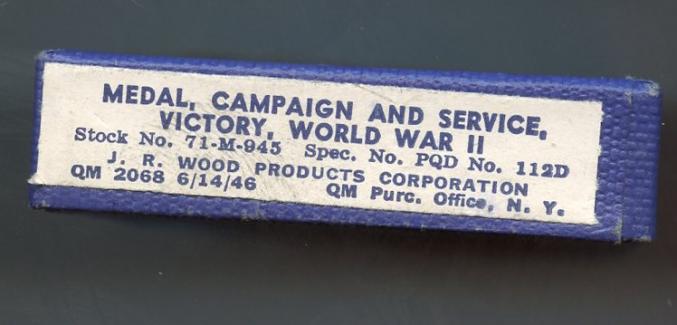 MEDAL, CAMPAIGN AND SERVICE,
VICTORY, WORLD WAR II
Stock No. 71-M-945 Spec. No. PQD No. 112D
J. R. WOOD PRODUCTS CORPORATION
QM 2068 6/14/46 QM Purc. Office, N. Y.